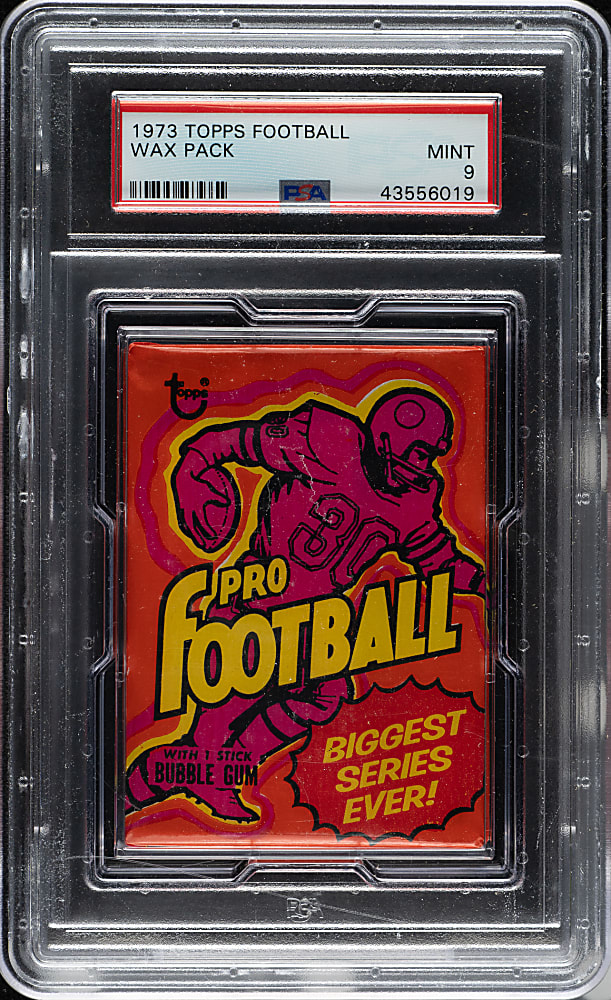 1973 TOPPS FOOTBALL
WAX PACK
MINT
9
PSA
43556019
topps®
30
PRO
fOOTBALL
WITH 1 STICK
BUBBLE GUM
BIGGEST
SERIES
EVER!
PSA